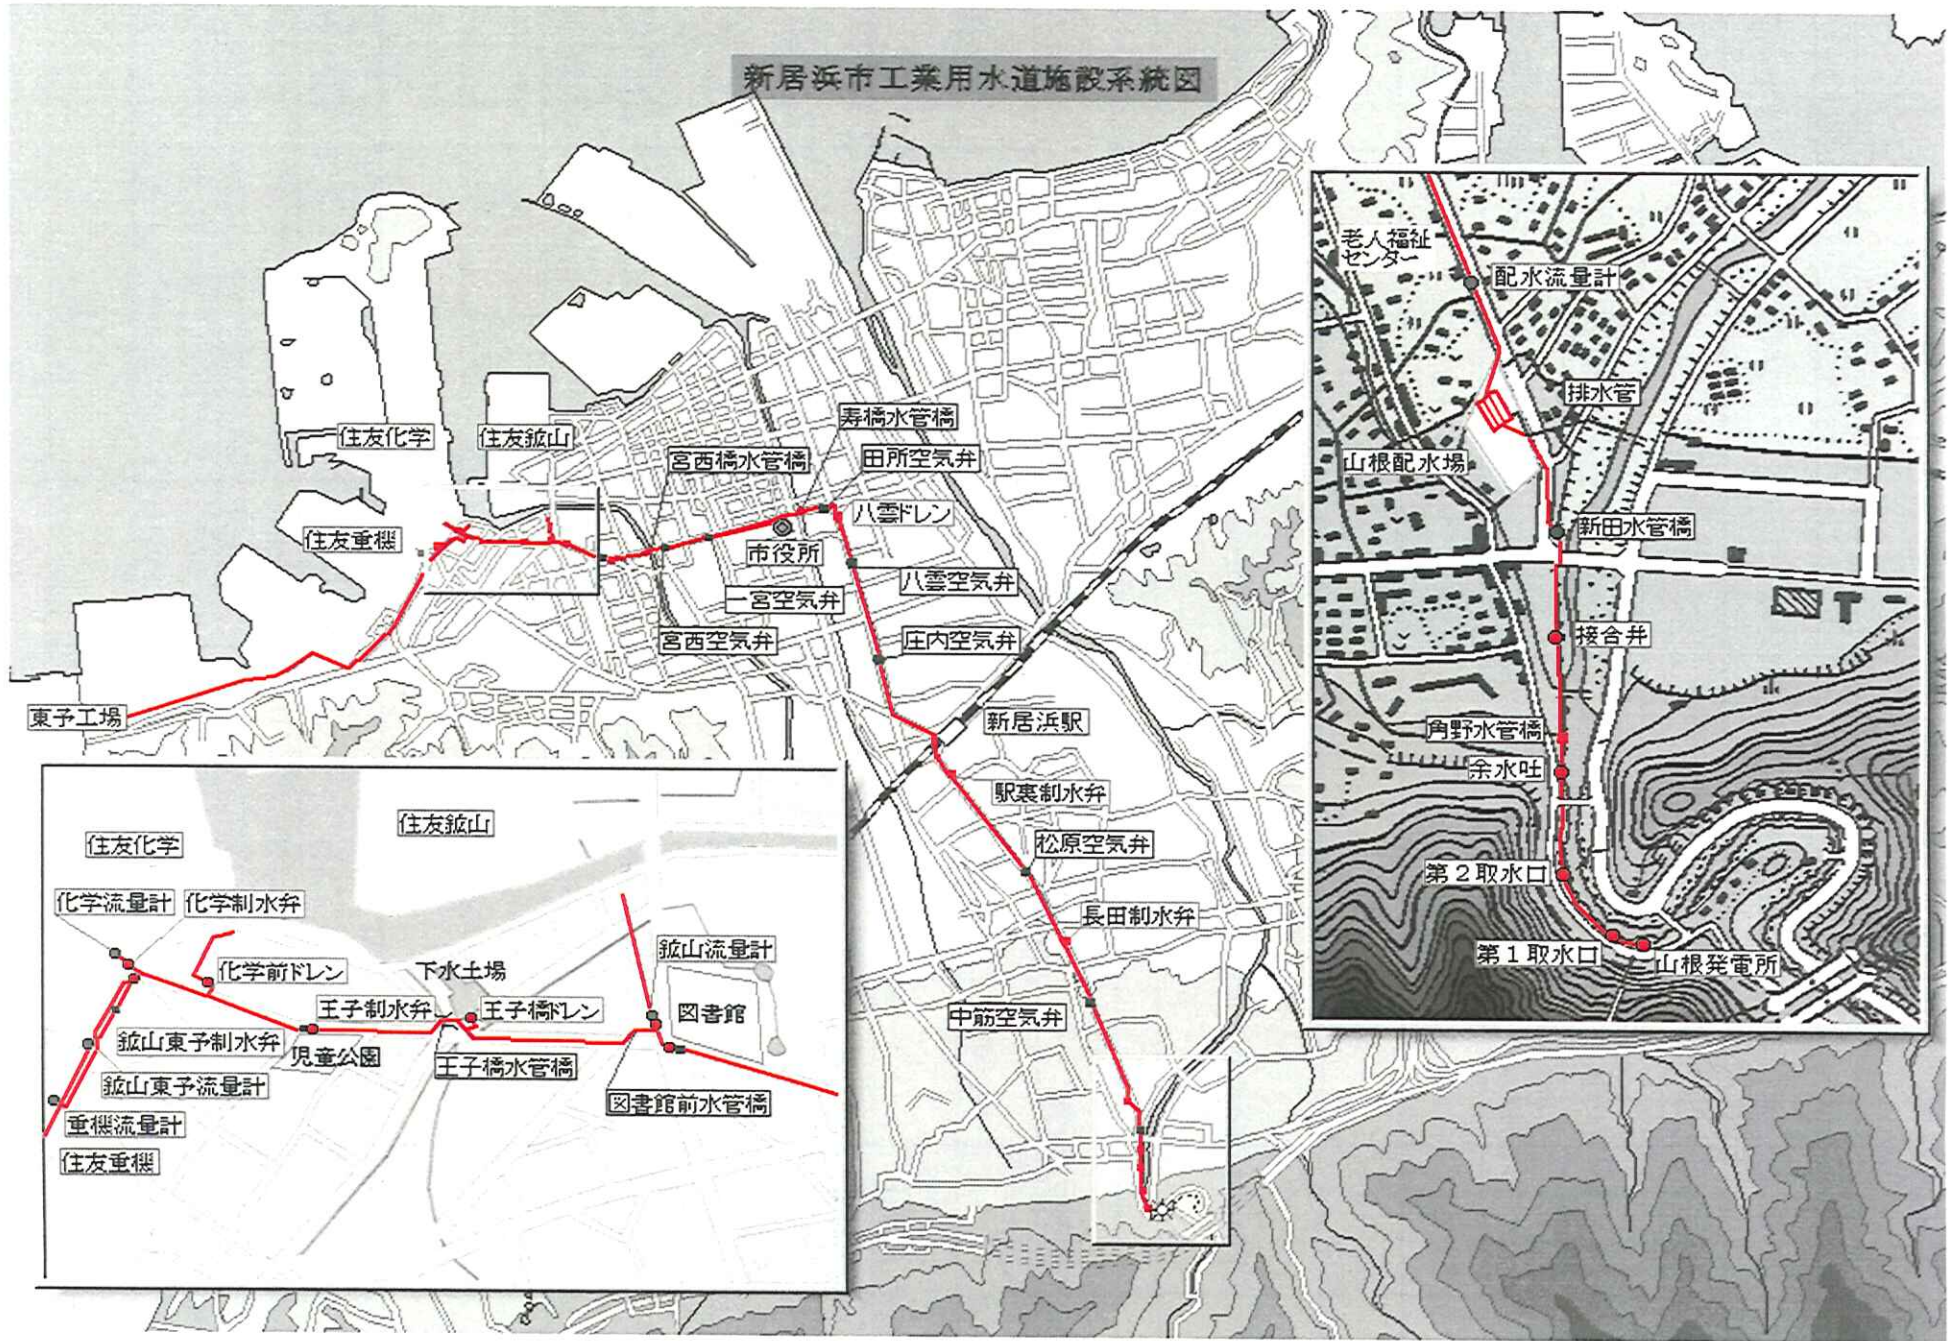 新居浜市工業用水道施設系統図
住友化学
住友鉱山
寿橋水管橋
宮西橋水管橋
田所空気弁
八雲ドレン
住友重機
市役所
八雲空気弁
一宮空気弁
宮西空気弁
庄内空気弁
東予工場
新居浜駅
駅裏制水弁
松原空気弁
長田制水弁
中筋空気弁
老人福祉
センター
配水流量計
排水管
山根配水場
新田水管橋
接合井
角野水管橋
余水吐
第2取水口
第1取水口
山根発電所
住友化学
住友鉱山
化学流量計
化学制水弁
化学前ドレン
下水土場
鉱山流量計
王子制水弁
王子橋ドレン
図書館
鉱山東予制水弁
児童公園
王子橋水管橋
鉱山東予流量計
図書館前水管橋
重機流量計
住友重機